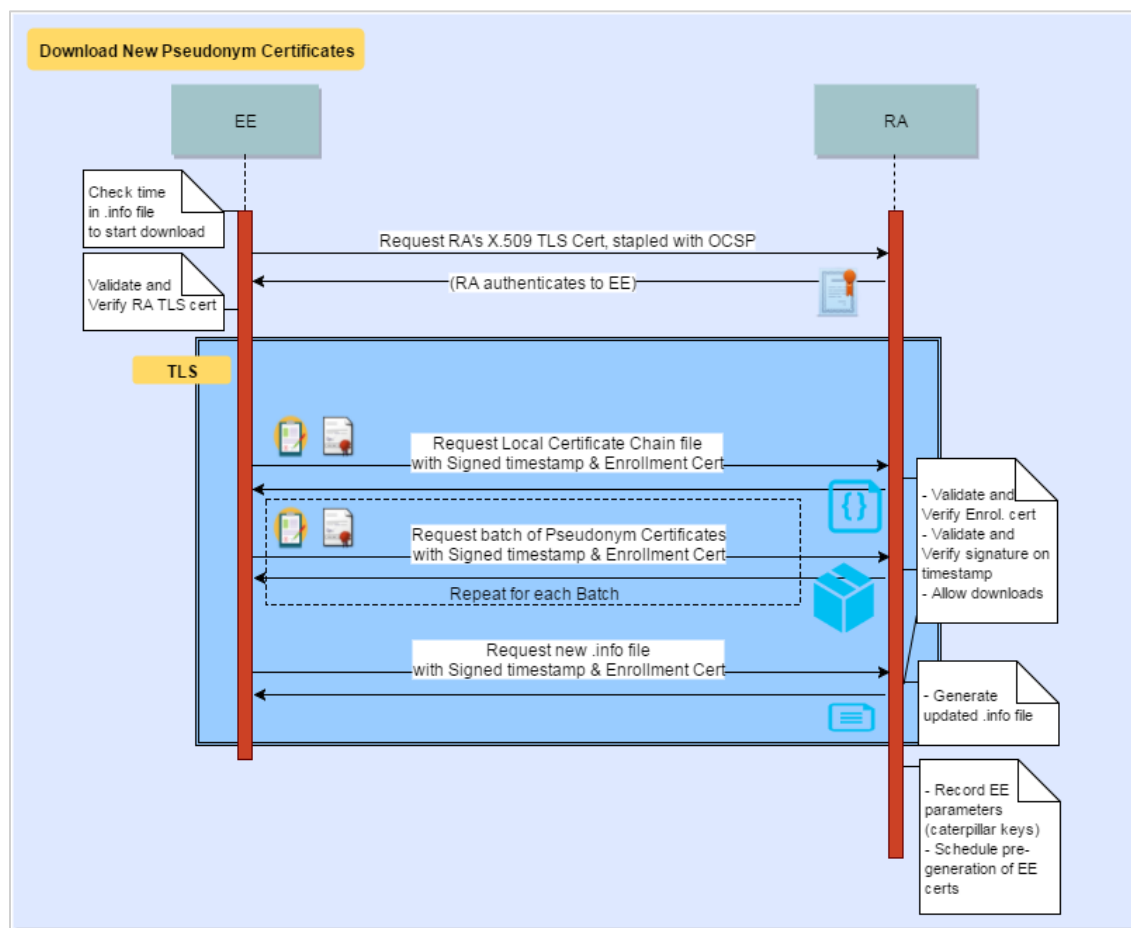 Download New Pseudonym Certificates
EE
RA
Check time
in .info file
to start download
Request RA's X.509 TLS Cert, stapled with OCSP
(RA authenticates to EE)
Validate and
Verify RA TLS cert
TLS
Request Local Certificate Chain file
with Signed timestamp & Enrollment Cert
{}
- Validate and
Verify Enrol. cert
- Validate and
Verify signature on
timestamp
- Allow downloads
Request batch of Pseudonym Certificates
with Signed timestamp & Enrollment Cert
Repeat for each Batch
Request new .info file
with Signed timestamp & Enrollment Cert
- Generate
updated .info file
- Record EE
parameters
(caterpillar keys)
- Schedule pre-
generation of EE
certs